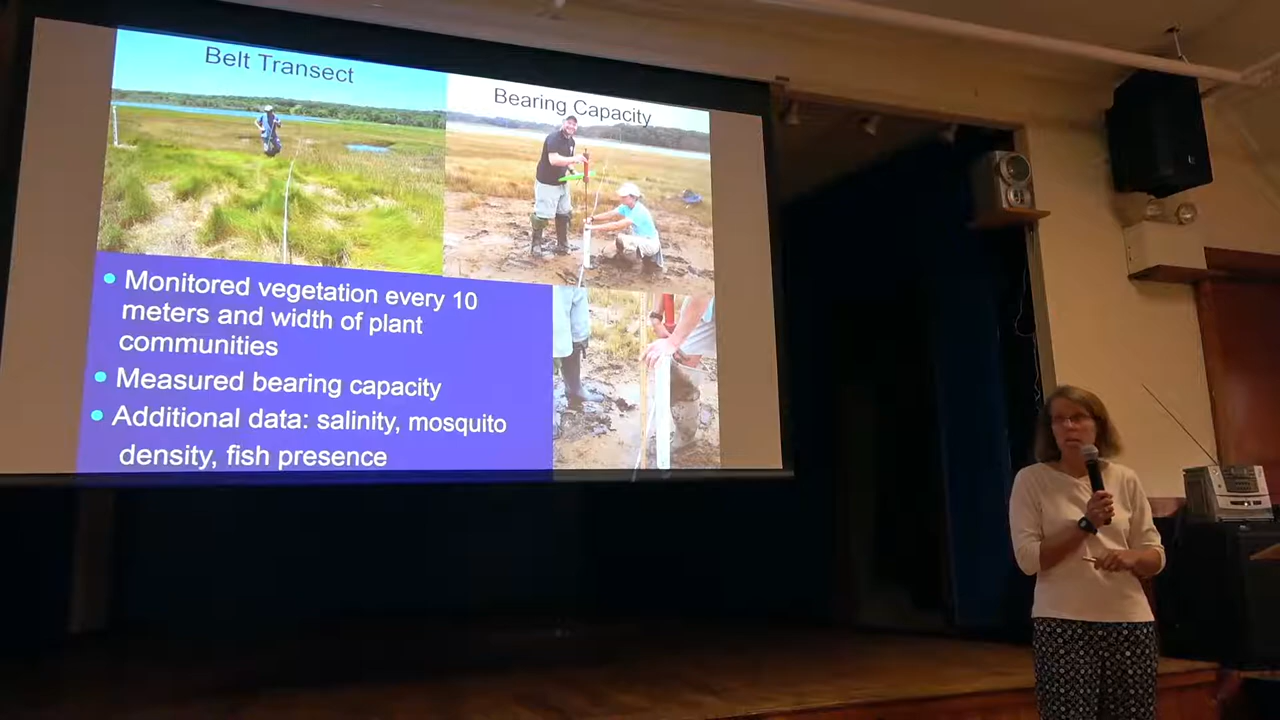 Belt Transect
Bearing Capacity
• Monitored vegetation every 10
meters and width of plant
communities
• Measured bearing capacity
• Additional data: salinity, mosquito
density, fish presence